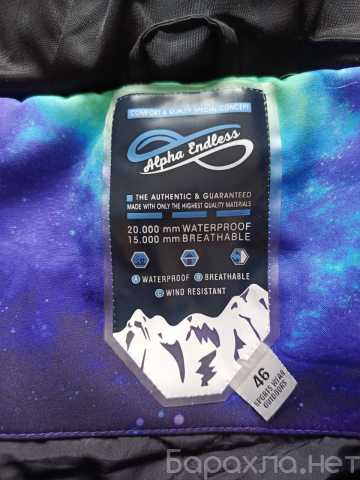 COMFORT & QUALITY SPECIAL CONCEPT
Alpha Endless
THE AUTHENTIC & GUARANTEED
MADE WITH ONLY THE HIGHEST QUALITY MATERIALS
20.000 mm WATERPROOF
15.000 mm BREATHABLE
A WATERPROOF B BREATHABLE
C WIND RESISTANT
46
SPORTS WEAR
OUTDOORS
Барахла.нет